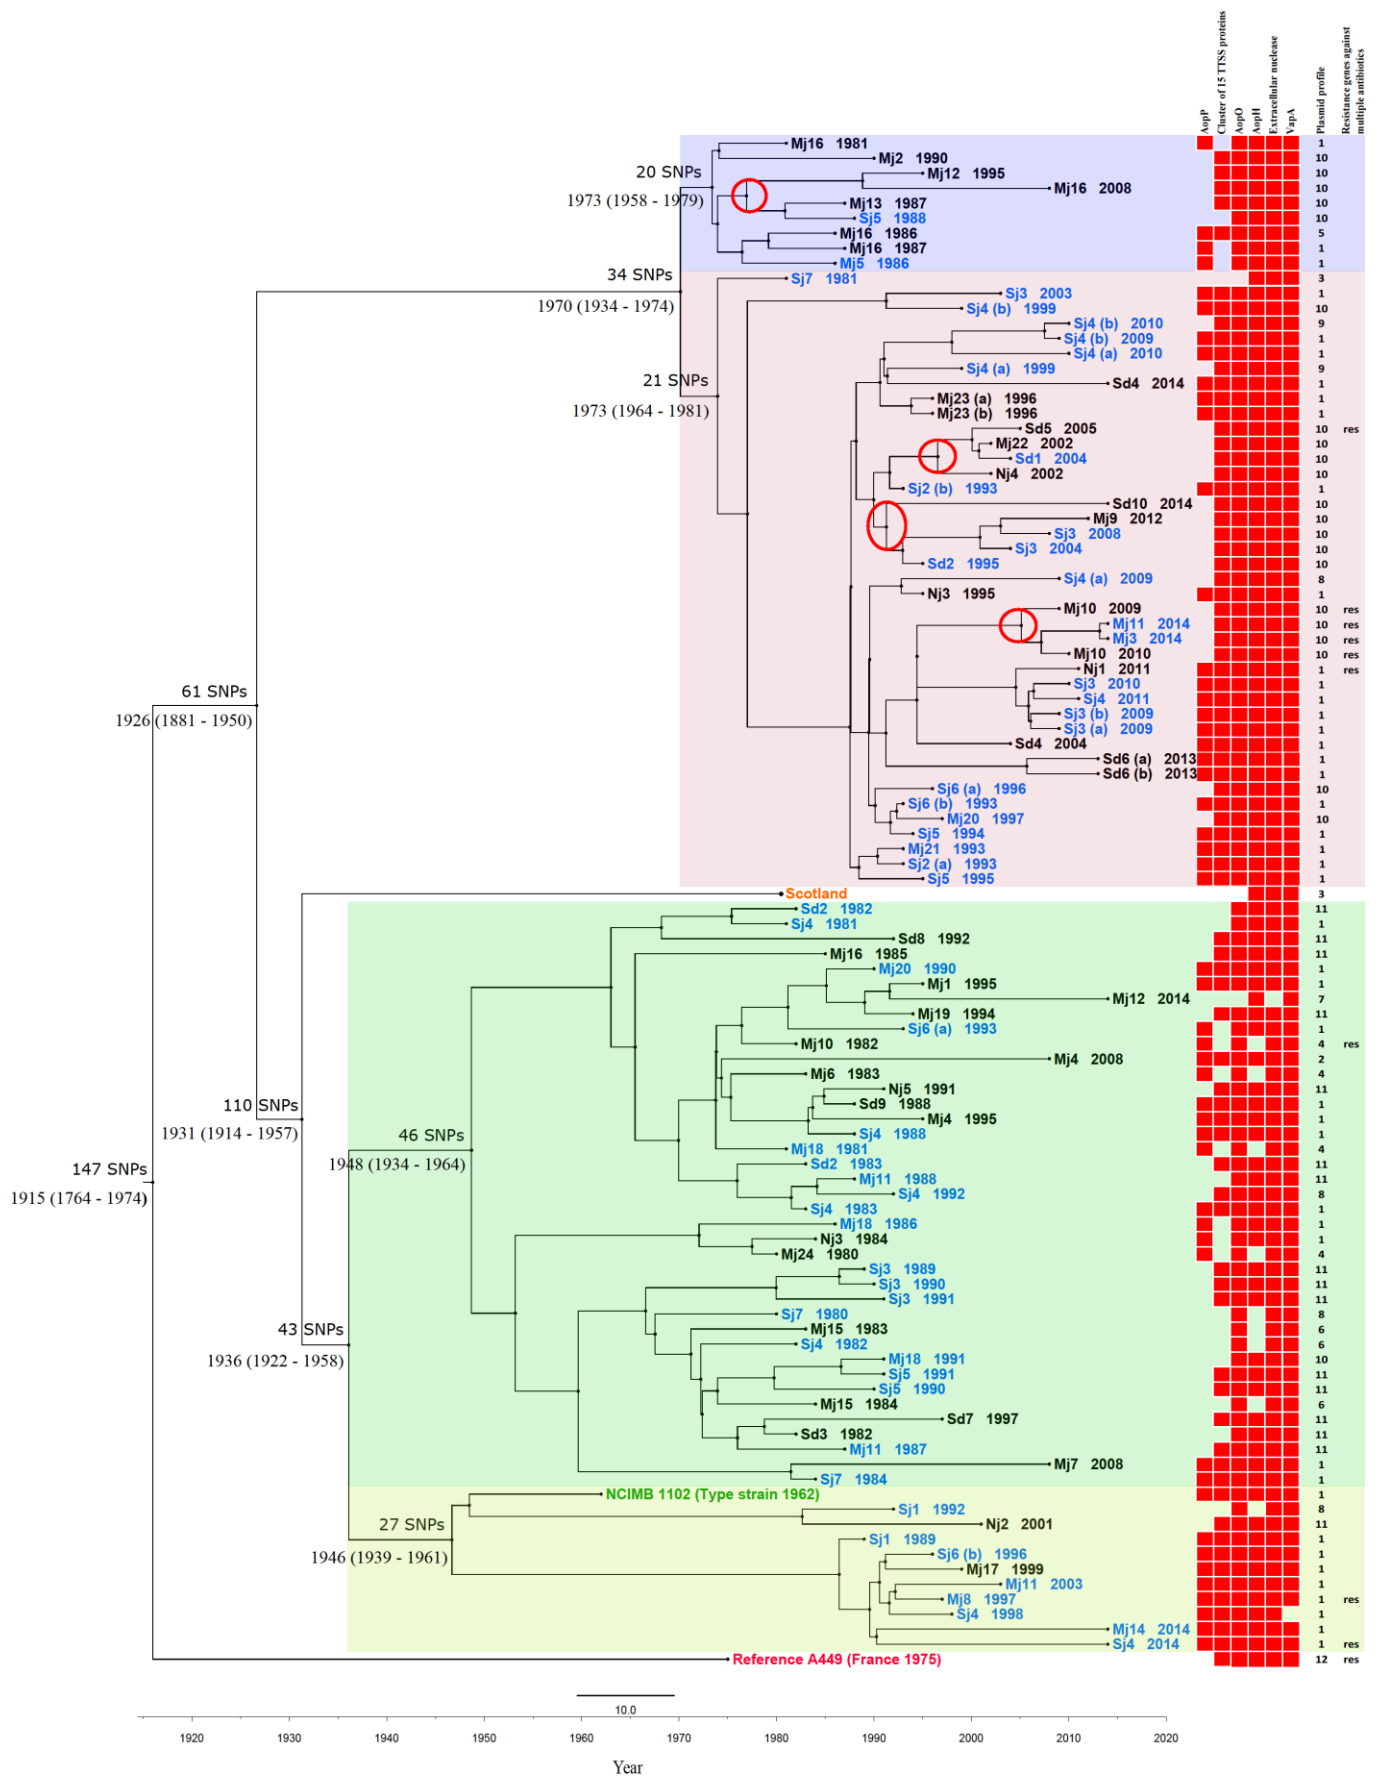 AopP
Cluster of 15 TTSS proteins
AopO
AopH
Extracellular nuclease
VapA
Plasmid profile
Resistance genes against
multiple antibiotics
Mj16 1981 1
Mj2 1990 10
20 SNPs Mj12 1995 10
1973 (1958 - 1979) Mj16 2008 10
Mj13 1987 10
Sj5 1988 10
Mj16 1986 5
Mj16 1987 1
Mj5 1986 1
34 SNPs Sj7 1981 3
1970 (1934 - 1974) Sj3 2003 1
Sj4 (b) 1999 10
Sj4 (b) 2010 9
Sj4 (b) 2009 1
Sj4 (a) 2010 1
Sj4 (a) 1999 9
21 SNPs Sd4 2014 1
1973 (1964 - 1981) Mj23 (a) 1996 1
Mj23 (b) 1996 1
Sd5 2005 10 res
Mj22 2002 10
Sd1 2004 10
Nj4 2002 10
Sj2 (b) 1993 1
Sd10 2014 10
Mj9 2012 10
Sj3 2008 10
Sj3 2004 10
Sd2 1995 10
Sj4 (a) 2009 8
Nj3 1995 1
Mj10 2009 10 res
Mj11 2014 10 res
Mj3 2014 10 res
Mj10 2010 10 res
Nj1 2011 1 res
61 SNPs Sj3 2010 1
Sj4 2011 1
1926 (1881 - 1950) Sj3 (b) 2009 1
Sj3 (a) 2009 1
Sd4 2004 1
Sd6 (a) 2013 1
Sd6 (b) 2013 1
Sj6 (a) 1996 10
Sj6 (b) 1993 1
Mj20 1997 10
Sj5 1994 1
Mj21 1993 1
Sj2 (a) 1993 1
Sj5 1995 1
Scotland 3
Sd2 1982 11
Sj4 1981 1
Sd8 1992 11
Mj16 1985 11
Mj20 1990 1
Mj1 1995 1
Mj12 2014 7
Mj19 1994 11
Sj6 (a) 1993 1
Mj10 1982 4 res
Mj4 2008 2
Mj6 1983 4
Nj5 1991 11
110 SNPs Sd9 1988 1
1931 (1914 - 1957) Mj4 1995 1
46 SNPs Sj4 1988 1
Mj18 1981 4
1948 (1934 - 1964) Sd2 1983 11
147 SNPs Mj11 1988 11
1915 (1764 - 1974) Sj4 1992 8
Sj4 1983 1
Mj18 1986 1
Nj3 1984 1
Mj24 1980 4
Sj3 1989 11
Sj3 1990 11
Sj3 1991 11
Sj7 1980 8
43 SNPs Mj15 1983 6
Sj4 1982 6
1936 (1922 - 1958) Mj18 1991 10
Sj5 1991 11
Sj5 1990 11
Mj15 1984 6
Sd7 1997 11
Sd3 1982 11
Mj11 1987 11
Mj7 2008 1
Sj7 1984 1
NCIMB 1102 (Type strain 1962) 1
Sj1 1992 8
27 SNPs Nj2 2001 11
Sj1 1989 1
1946 (1939 - 1961) Sj6 (b) 1996 1
Mj17 1999 1
Mj11 2003 1
Mj8 1997 1 res
Sj4 1998 1
Mj14 2014 1
Sj4 2014 1 res
Reference A449 (France 1975) 12 res
10.0
1920 1930 1940 1950 1960 1970 1980 1990 2000 2010 2020
Year